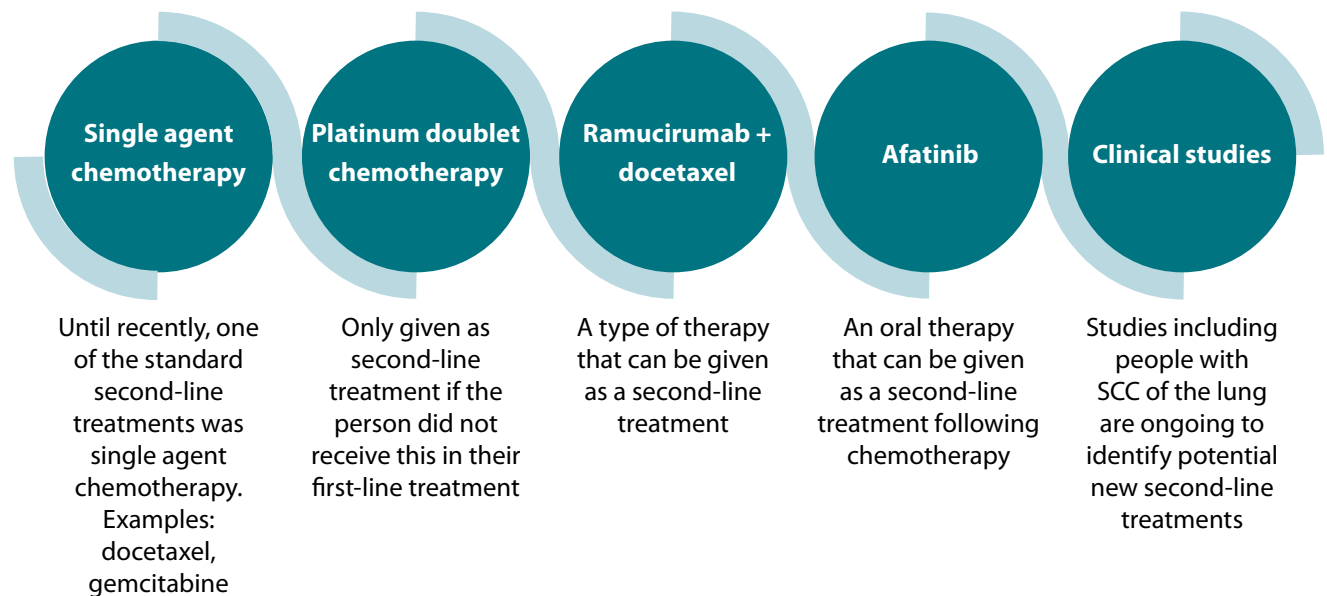 Single agent
chemotherapy
Until recently, one
of the standard
second-line
treatments was
single agent
chemotherapy.
Examples:
docetaxel,
gemcitabine
Platinum doublet
chemotherapy
Only given as
second-line
treatment if the
person did not
receive this in their
first-line treatment
Ramucirumab +
docetaxel
A type of therapy
that can be given
as a second-line
treatment
Afatinib
An oral therapy
that can be given
as a second-line
treatment following
chemotherapy
Clinical studies
Studies including
people with
SCC of the lung
are ongoing to
identify potential
new second-line
treatments